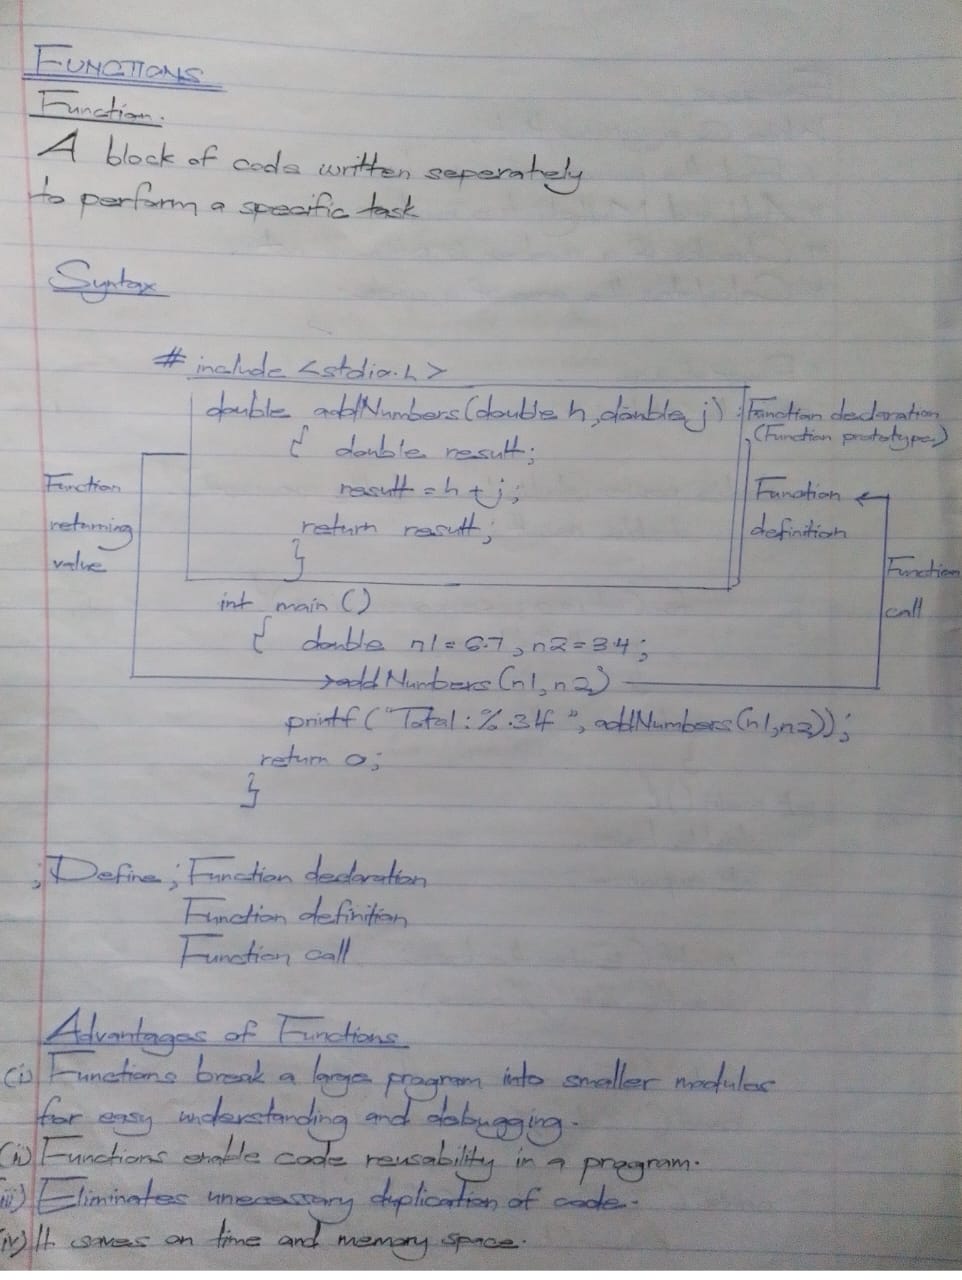 FUNCTIONS
Function.
A block of code written seperately
to perform a specific task
Syntax
# include <stdio.h>
double addNumbers(double h, double j) Function declaration
(Function prototype)
{ double result;
result = h + j;
return result;
}
Function
returning
value
Function
definition
Function
call
int main ()
{ double n1 = 6.7, n2 = 3.4;
addNumbers(n1, n2)
printf("Total: %.3lf", addNumbers(n1, n2));
return 0;
}
; Define ; Function declaration
Function definition
Function call
Advantages of Functions
(i) Functions break a large program into smaller modules
for easy understanding and debugging.
(ii) Functions enable code reusability in a program.
iii) Eliminates unnecessary duplication of code.
iv) It saves on time and memory space.